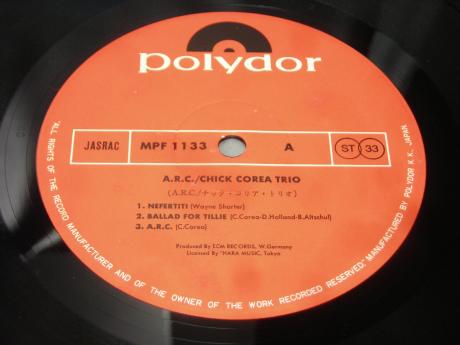 polydor
JASRAC MPF 1133 A ST 33
A.R.C./CHICK COREA TRIO
(A.R.C./チック・コリア・トリオ)
1. NEFERTITI (Wayne Shorter)
2. BALLAD FOR TILLIE (C.Corea-D.Holland-B.Altschul)
3. A.R.C. (C.Corea)
Produced by ECM RECORDS, W.Germany
Licensed by "HARA MUSIC, Tokyo
"ALL RIGHTS OF THE RECORD MANUFACTURER AND OF THE OWNER OF THE WORK RECORDED RESERVED" MANUFACTURED BY POLYDOR K.K. JAPAN